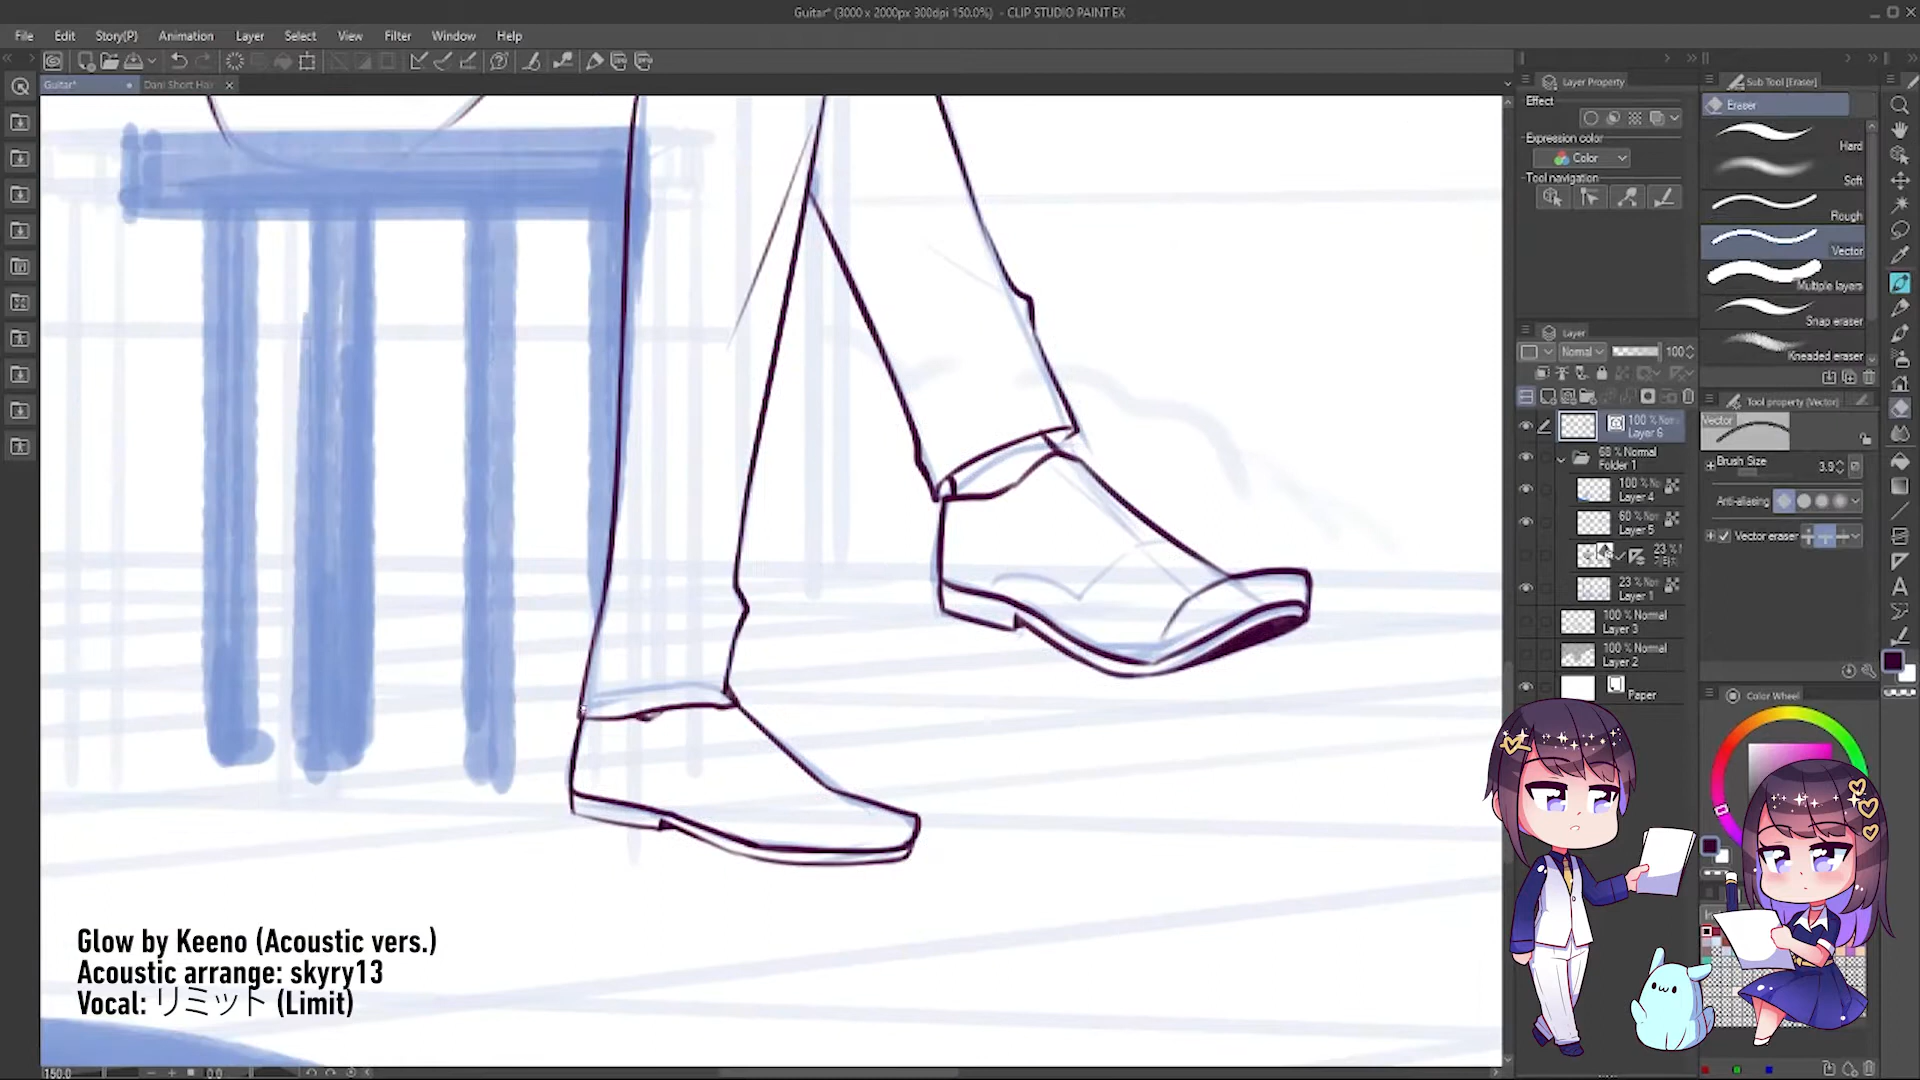 Guitar* (3000 x 2000px 300dpi 150.0%) - CLIP STUDIO PAINT EX
File Edit Story(P) Animation Layer Select View Filter Window Help
Guitar* Dani Short Hai
Layer Property
Effect
Expression color
Color
Tool navigation
Sub Tool [Eraser]
Eraser
Hard
Soft
Rough
Vector
Multiple layers
Snap eraser
Kneaded eraser
Layer
Normal 100
100 % Nor
Layer 6
68 % Normal
Folder 1
100 % No
Layer 4
60 % Nor
Layer 5
23 %
23 % Nor
Layer 1
100 % Normal
Layer 3
100 % Normal
Layer 2
Paper
Tool property (Vector)
Vector
Brush Size 3.9
Anti-aliasing
Vector eraser
Color Wheel
Glow by Keeno (Acoustic vers.)
Acoustic arrange: skyry13
Vocal: リミット (Limit)
150.0 0.0